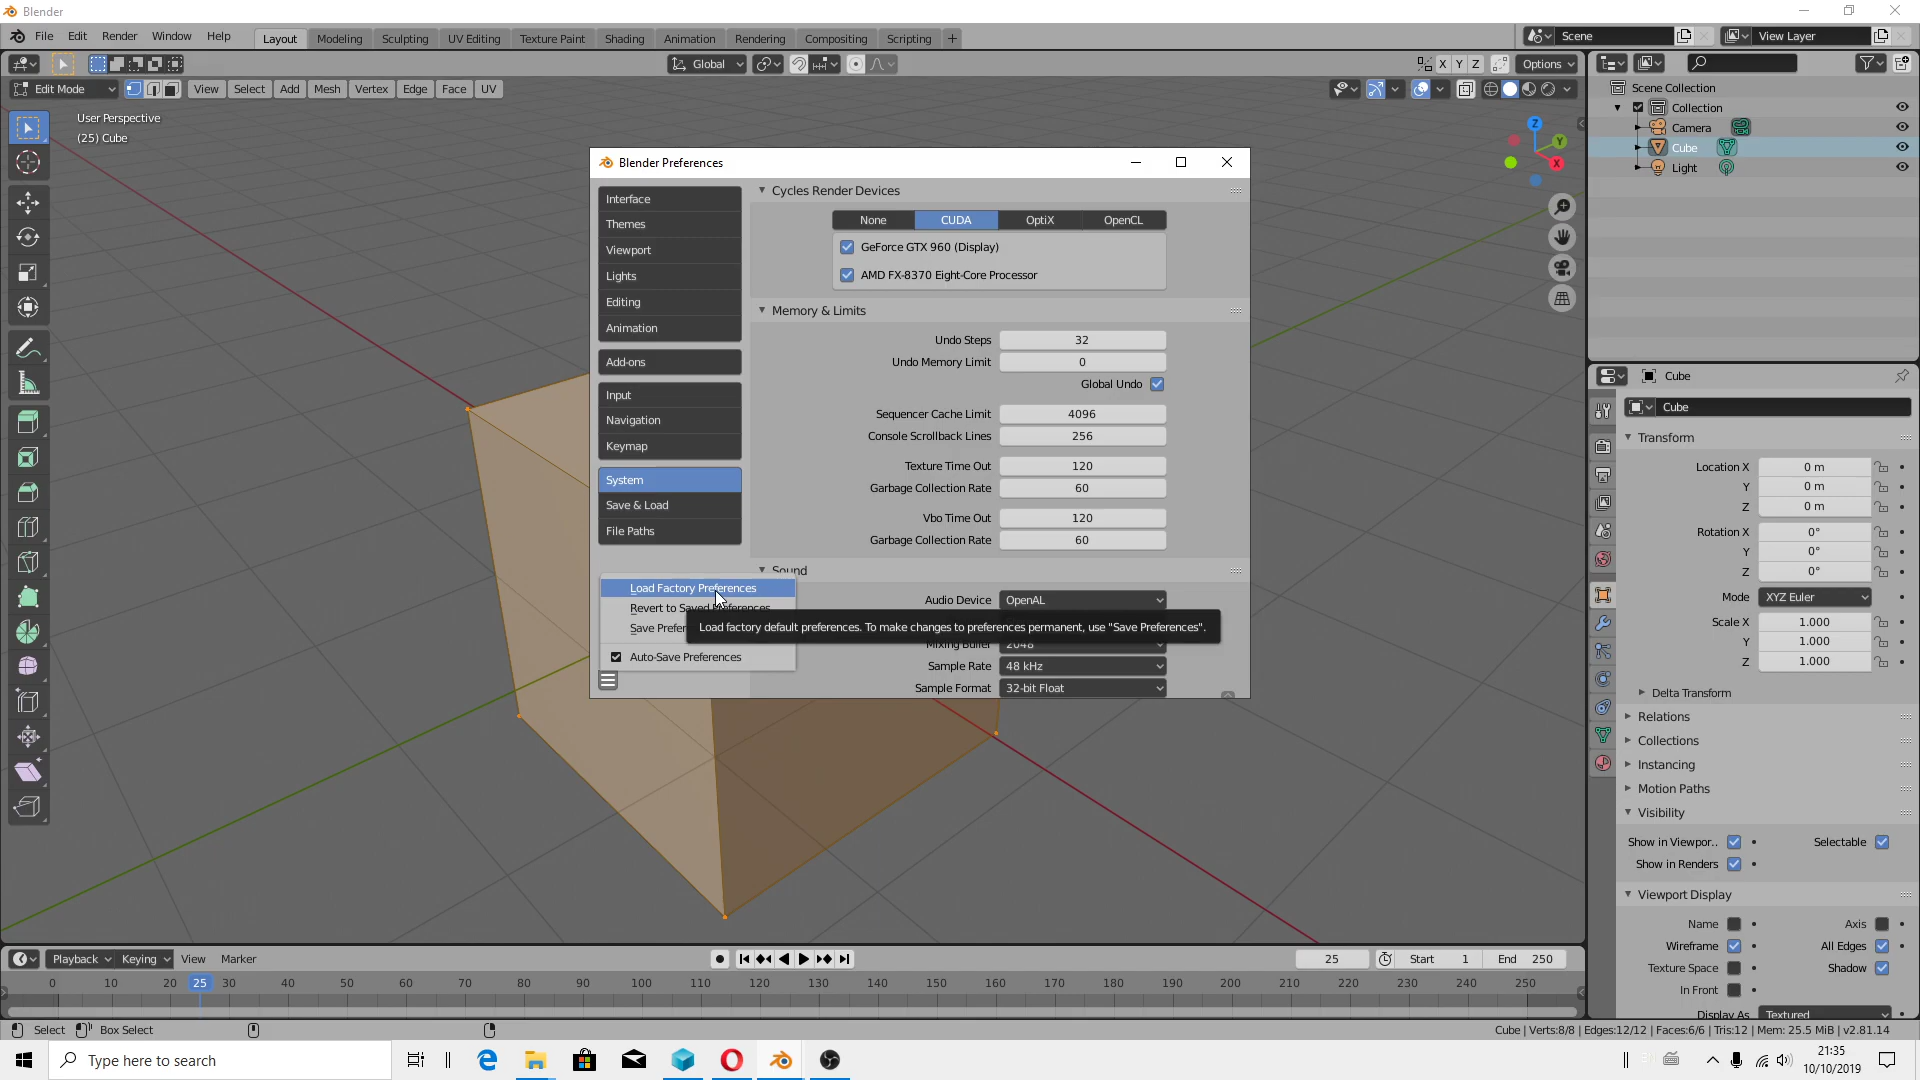 Blender
File Edit Render Window Help
Layout Modeling Sculpting UV Editing Texture Paint Shading Animation Rendering Compositing Scripting +
Scene
View Layer
Global
X Y Z
Options
Edit Mode
View Select Add Mesh Vertex Edge Face UV
User Perspective
(25) Cube
Z
Y
X
Scene Collection
Collection
Camera
Cube
Light
Blender Preferences
Interface
Themes
Viewport
Lights
Editing
Animation
Add-ons
Input
Navigation
Keymap
System
Save & Load
File Paths
Cycles Render Devices
None CUDA OptiX OpenCL
GeForce GTX 960 (Display)
AMD FX-8370 Eight-Core Processor
Memory & Limits
Undo Steps 32
Undo Memory Limit 0
Global Undo
Sequencer Cache Limit 4096
Console Scrollback Lines 256
Texture Time Out 120
Garbage Collection Rate 60
Vbo Time Out 120
Garbage Collection Rate 60
Sound
Audio Device OpenAL
Sample Rate 48 kHz
Sample Format 32-bit Float
Load Factory Preferences
Revert to Saved Preferences
Save
Load factory default preferences. To make changes to preferences permanent, use "Save Preferences".
Auto-Save Preferences
Cube
Cube
Transform
Location X 0 m
Y 0 m
Z 0 m
Rotation X 0°
Y 0°
Z 0°
Mode XYZ Euler
Scale X 1.000
Y 1.000
Z 1.000
Delta Transform
Relations
Collections
Instancing
Motion Paths
Visibility
Show in Viewpor..
Selectable
Show in Renders
Viewport Display
Name Axis
Wireframe All Edges
Texture Space Shadow
In Front
Display As Textured
Playback Keying View Marker
25
Start 1
End 250
0 10 20 25 30 40 50 60 70 80 90 100 110 120 130 140 150 160 170 180 190 200 210 220 230 240 250
Select Box Select
Cube | Verts:8/8 | Edges:12/12 | Faces:6/6 | Tris:12 | Mem: 25.5 MiB | v2.81.14
Type here to search
21:35
10/10/2019